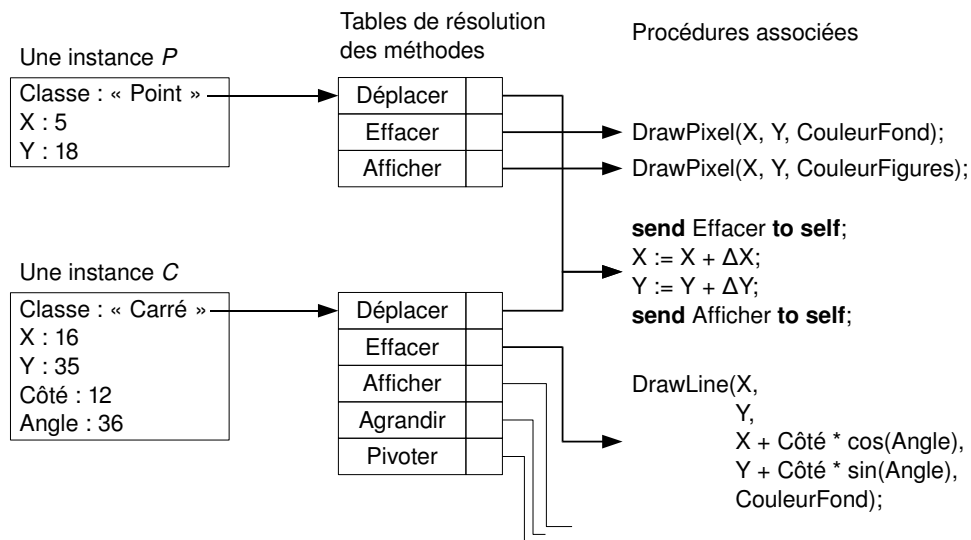 Tables de résolution
des méthodes
Procédures associées
Une instance P
Classe : « Point »
X : 5
Y : 18
Déplacer
Effacer
Afficher
DrawPixel(X, Y, CouleurFond);
DrawPixel(X, Y, CouleurFigures);
send Effacer to self;
X := X + ΔX;
Y := Y + ΔY;
send Afficher to self;
Une instance C
Classe : « Carré »
X : 16
Y : 35
Côté : 12
Angle : 36
Déplacer
Effacer
Afficher
Agrandir
Pivoter
DrawLine(X,
Y,
X + Côté * cos(Angle),
Y + Côté * sin(Angle),
CouleurFond);